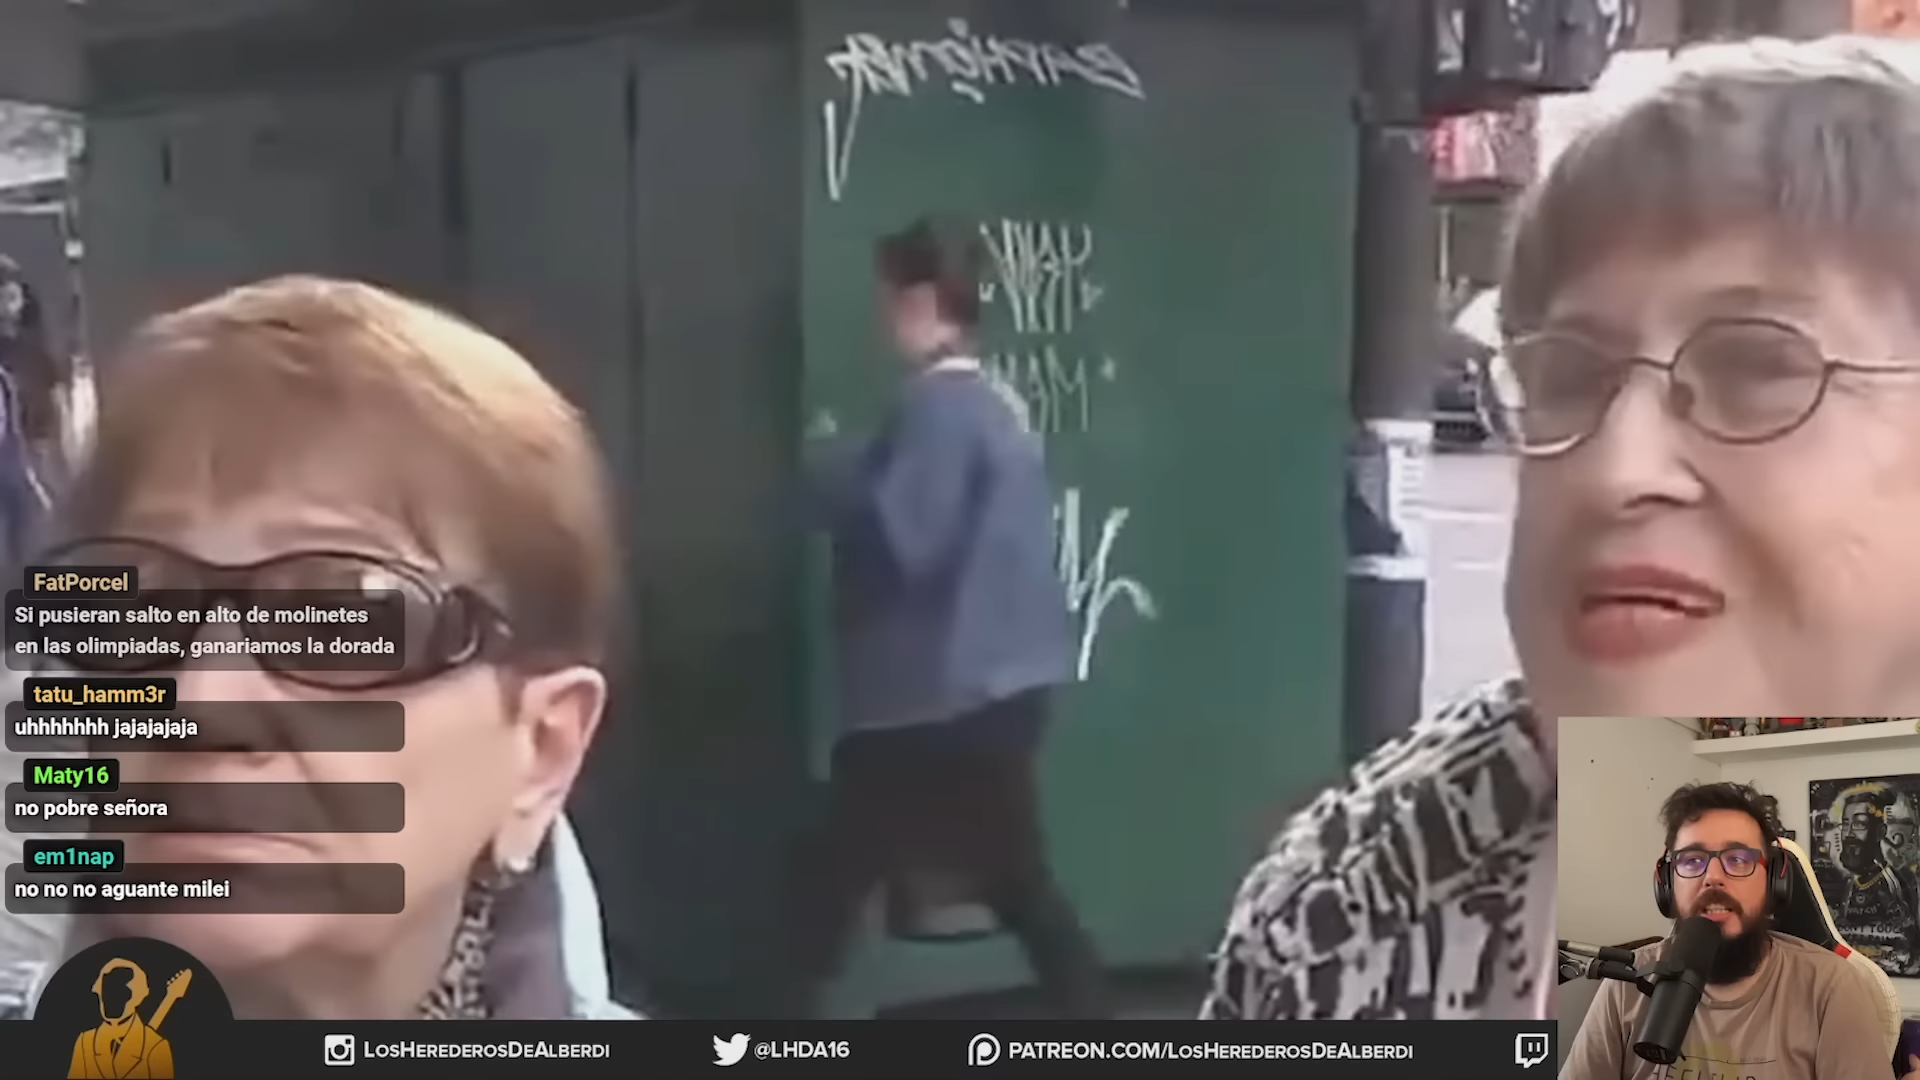 FatPorcel
Si pusieran salto en alto de molinetes
en las olimpiadas, ganariamos la dorada
tatu_hamm3r
uhhhhhhh jajajajaja
Maty16
no pobre señora
em1nap
no no no aguante milei
LosHerederosDeAlberdi
@LHDA16
PATREON.COM/LosHerederosDeAlberdi